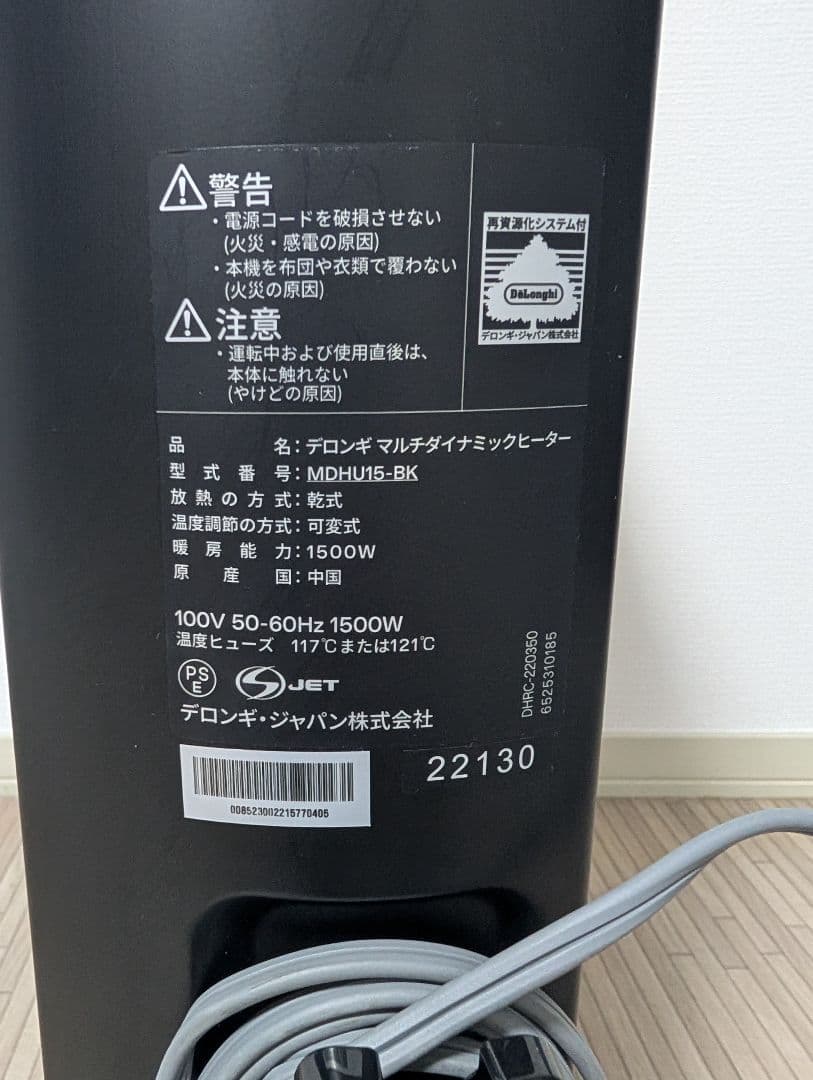 警告
・電源コードを破損させない
(火災・感電の原因)
・本機を布団や衣類で覆わない
(火災の原因)
注意
・運転中および使用直後は、
本体に触れない
(やけどの原因)
再資源化システム付
DeLonghi
デロンギ・ジャパン株式会社
品名：デロンギ マルチダイナミックヒーター
型式番号：MDHU15-BK
放熱の方式：乾式
温度調節の方式：可変式
暖房能力：1500W
原産国：中国
100V 50-60Hz 1500W
温度ヒューズ 117℃または121℃
PS
E
S JET
デロンギ・ジャパン株式会社
DHRC-220350
6525310185
22130
008523002215770405